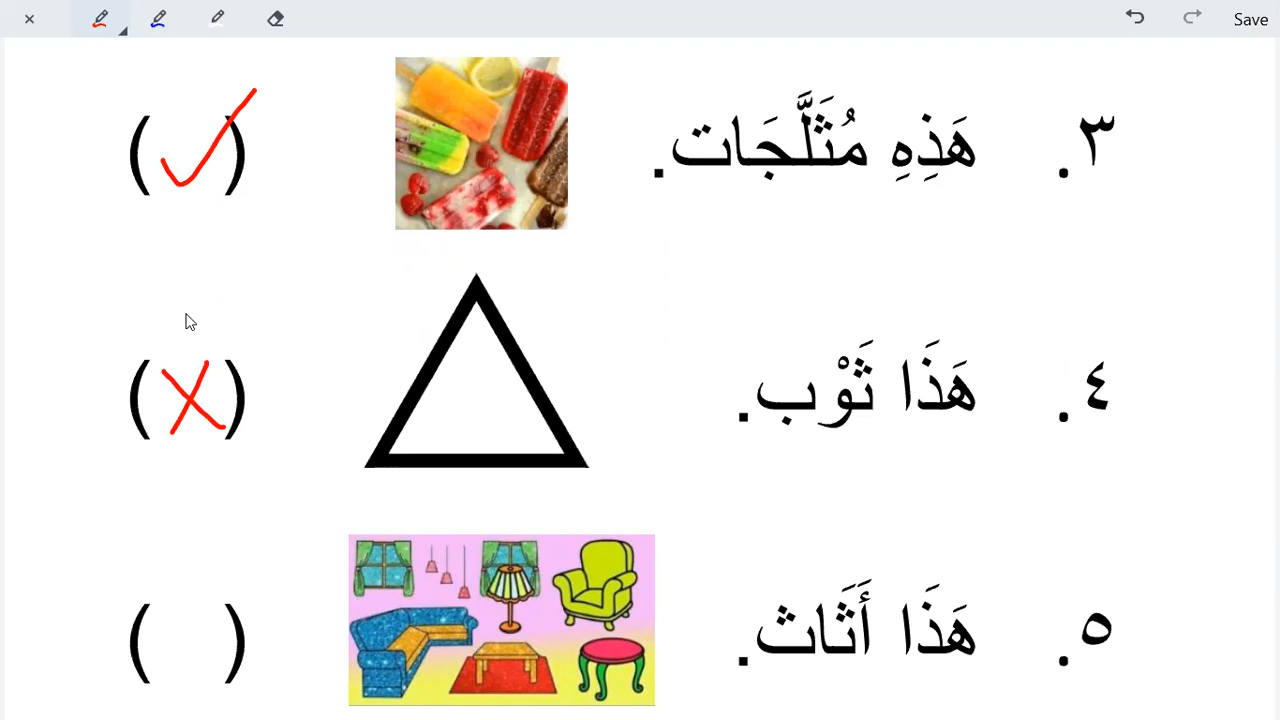 Save
٣. هَذِهِ مُثَلَّجَات. ( ✓ )
٤. هَذَا ثَوْب. ( X )
٥. هَذَا أَثَاث. ( )